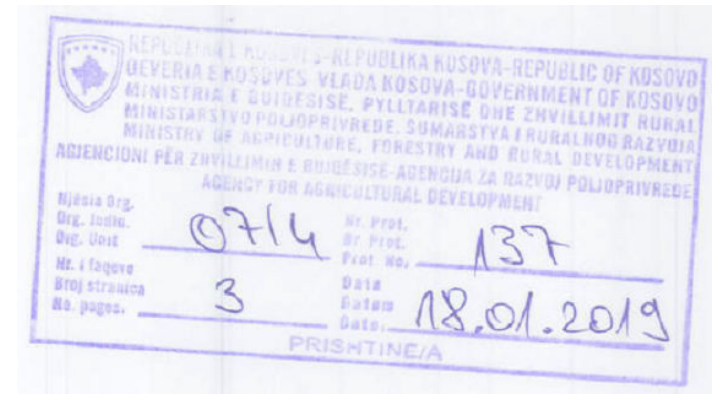 REPUBLIKA E KOSOVËS-REPUBLIKA KOSOVA-REPUBLIC OF KOSOVO
QEVERIA E KOSOVËS VLADA KOSOVA-GOVERNMENT OF KOSOVO
MINISTRIA E BUJQËSISË, PYLLTARISË DHE ZHVILLIMIT RURAL
MINISTARSTVO POLJOPRIVREDE, ŠUMARSTVA I RURALNOG RAZVOJA
MINISTRY OF AGRICULTURE, FORESTRY AND RURAL DEVELOPMENT
AGJENCIONI PËR ZHVILLIMIN E BUJQËSISË-AGENCIJA ZA RAZVOJ POLJOPRIVREDE
AGENCY FOR AGRICULTURAL DEVELOPMENT
Njësia Org.
Org. Jedin.
Org. Unit 07/4
Nr. Prot.
Br Prot.
Prot No. 137
Nr. i faqeve
Broj stranica
No. pages. 3
Data
Datum
Date. 18.01.2019
PRISHTINË/A